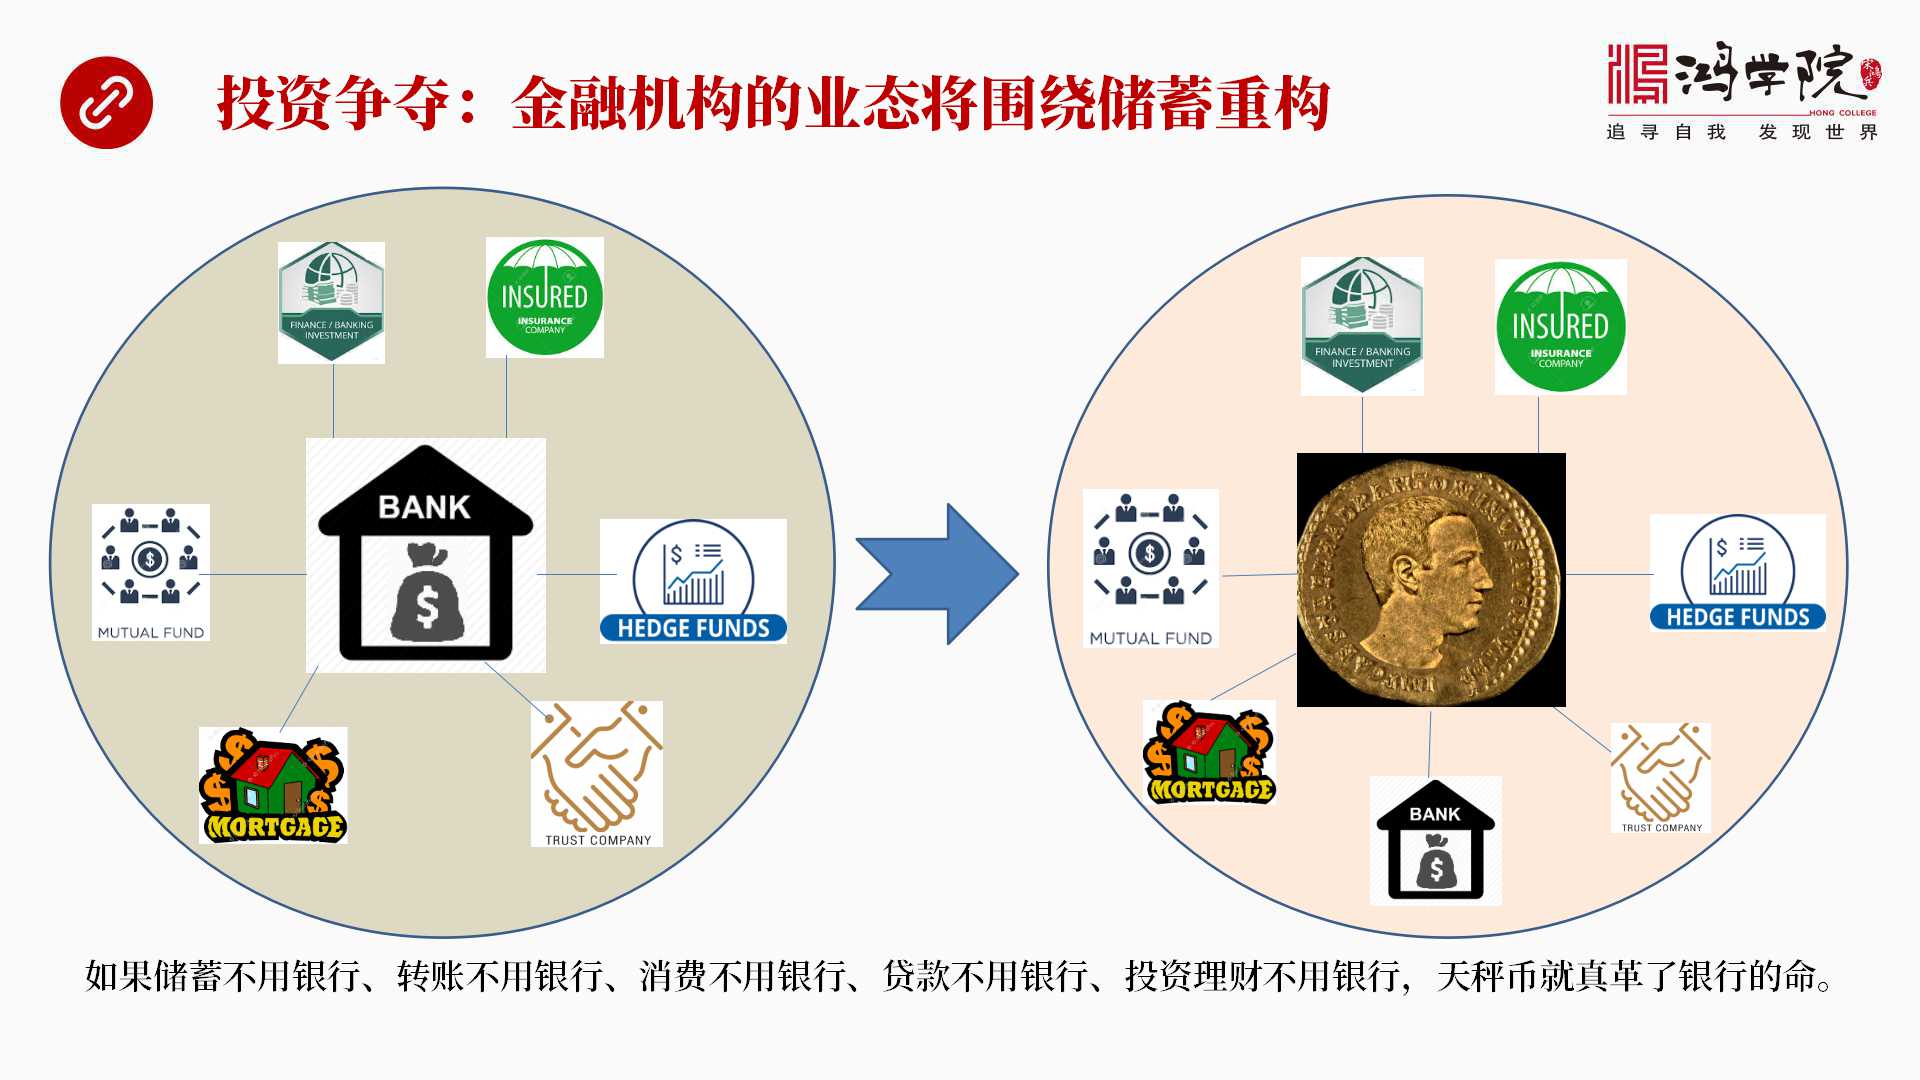 投资争夺：金融机构的业态将围绕储蓄重构
鸿学院
HONG COLLEGE
追寻自我 发现世界
FINANCE / BANKING
INVESTMENT
INSURED
INSURANCE
COMPANY
BANK
$
MUTUAL FUND
$
HEDGE FUNDS
MORTGAGE
TRUST COMPANY
FINANCE / BANKING
INVESTMENT
INSURED
INSURANCE
COMPANY
MUTUAL FUND
$
HEDGE FUNDS
MORTGAGE
BANK
$
TRUST COMPANY
如果储蓄不用银行、转账不用银行、消费不用银行、贷款不用银行、投资理财不用银行，天秤币就真革了银行的命。